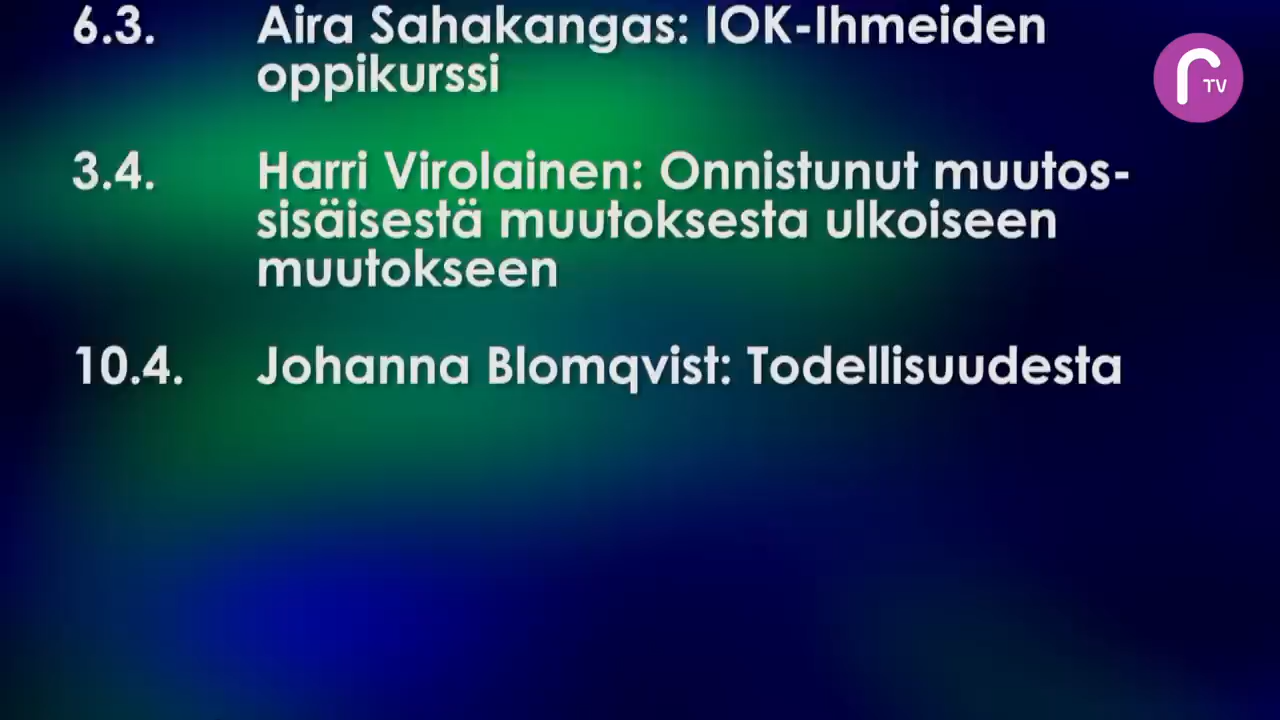 6.3. Aira Sahakangas: IOK-Ihmeiden
oppikurssi
r TV
3.4. Harri Virolainen: Onnistunut muutos-
sisäisestä muutoksesta ulkoiseen
muutokseen
10.4. Johanna Blomqvist: Todellisuudesta